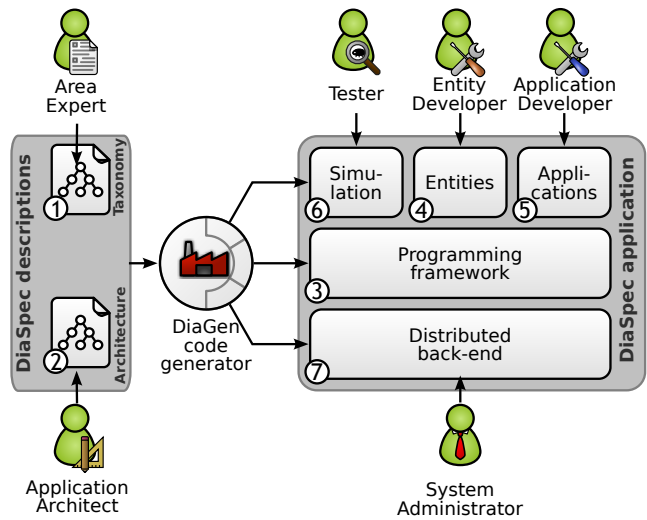 Area
Expert
Tester
Entity
Developer
Application
Developer
DiaSpec descriptions
Taxonomy
1
Architecture
2
Application
Architect
DiaGen
code
generator
Simu-
lation
6
Entities
4
Appli-
cations
5
Programming
framework
3
Distributed
back-end
7
DiaSpec application
System
Administrator